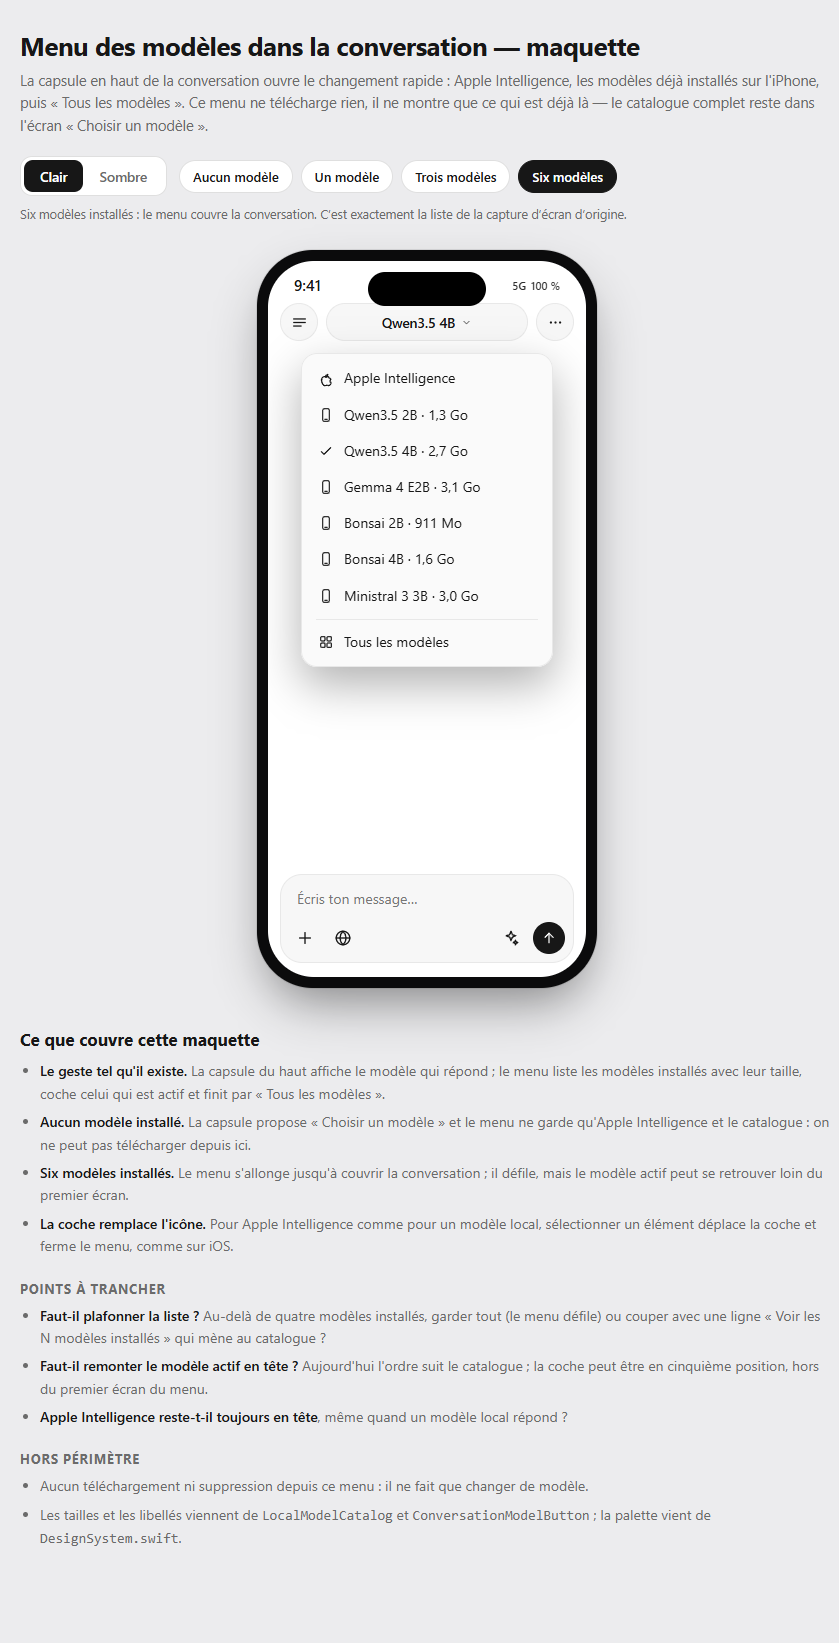 Menu des modèles dans la conversation — maquette
La capsule en haut de la conversation ouvre le changement rapide : Apple Intelligence, les modèles déjà installés sur l'iPhone,
puis « Tous les modèles ». Ce menu ne télécharge rien, il ne montre que ce qui est déjà là — le catalogue complet reste dans
l'écran « Choisir un modèle ».
Clair Sombre Aucun modèle Un modèle Trois modèles Six modèles
Six modèles installés : le menu couvre la conversation. C'est exactement la liste de la capture d'écran d'origine.
9:41 5G 100 %
Qwen3.5 4B
Apple Intelligence
Qwen3.5 2B · 1,3 Go
Qwen3.5 4B · 2,7 Go
Gemma 4 E2B · 3,1 Go
Bonsai 2B · 911 Mo
Bonsai 4B · 1,6 Go
Ministral 3 3B · 3,0 Go
Tous les modèles
Écris ton message...
Ce que couvre cette maquette
• Le geste tel qu'il existe. La capsule du haut affiche le modèle qui répond ; le menu liste les modèles installés avec leur taille,
coche celui qui est actif et finit par « Tous les modèles ».
• Aucun modèle installé. La capsule propose « Choisir un modèle » et le menu ne garde qu'Apple Intelligence et le catalogue : on
ne peut pas télécharger depuis ici.
• Six modèles installés. Le menu s'allonge jusqu'à couvrir la conversation ; il défile, mais le modèle actif peut se retrouver loin du
premier écran.
• La coche remplace l'icône. Pour Apple Intelligence comme pour un modèle local, sélectionner un élément déplace la coche et
ferme le menu, comme sur iOS.
POINTS À TRANCHER
• Faut-il plafonner la liste ? Au-delà de quatre modèles installés, garder tout (le menu défile) ou couper avec une ligne « Voir les
N modèles installés » qui mène au catalogue ?
• Faut-il remonter le modèle actif en tête ? Aujourd'hui l'ordre suit le catalogue ; la coche peut être en cinquième position, hors
du premier écran du menu.
• Apple Intelligence reste-t-il toujours en tête, même quand un modèle local répond ?
HORS PÉRIMÈTRE
• Aucun téléchargement ni suppression depuis ce menu : il ne fait que changer de modèle.
• Les tailles et les libellés viennent de LocalModelCatalog et ConversationModelButton ; la palette vient de
DesignSystem.swift.